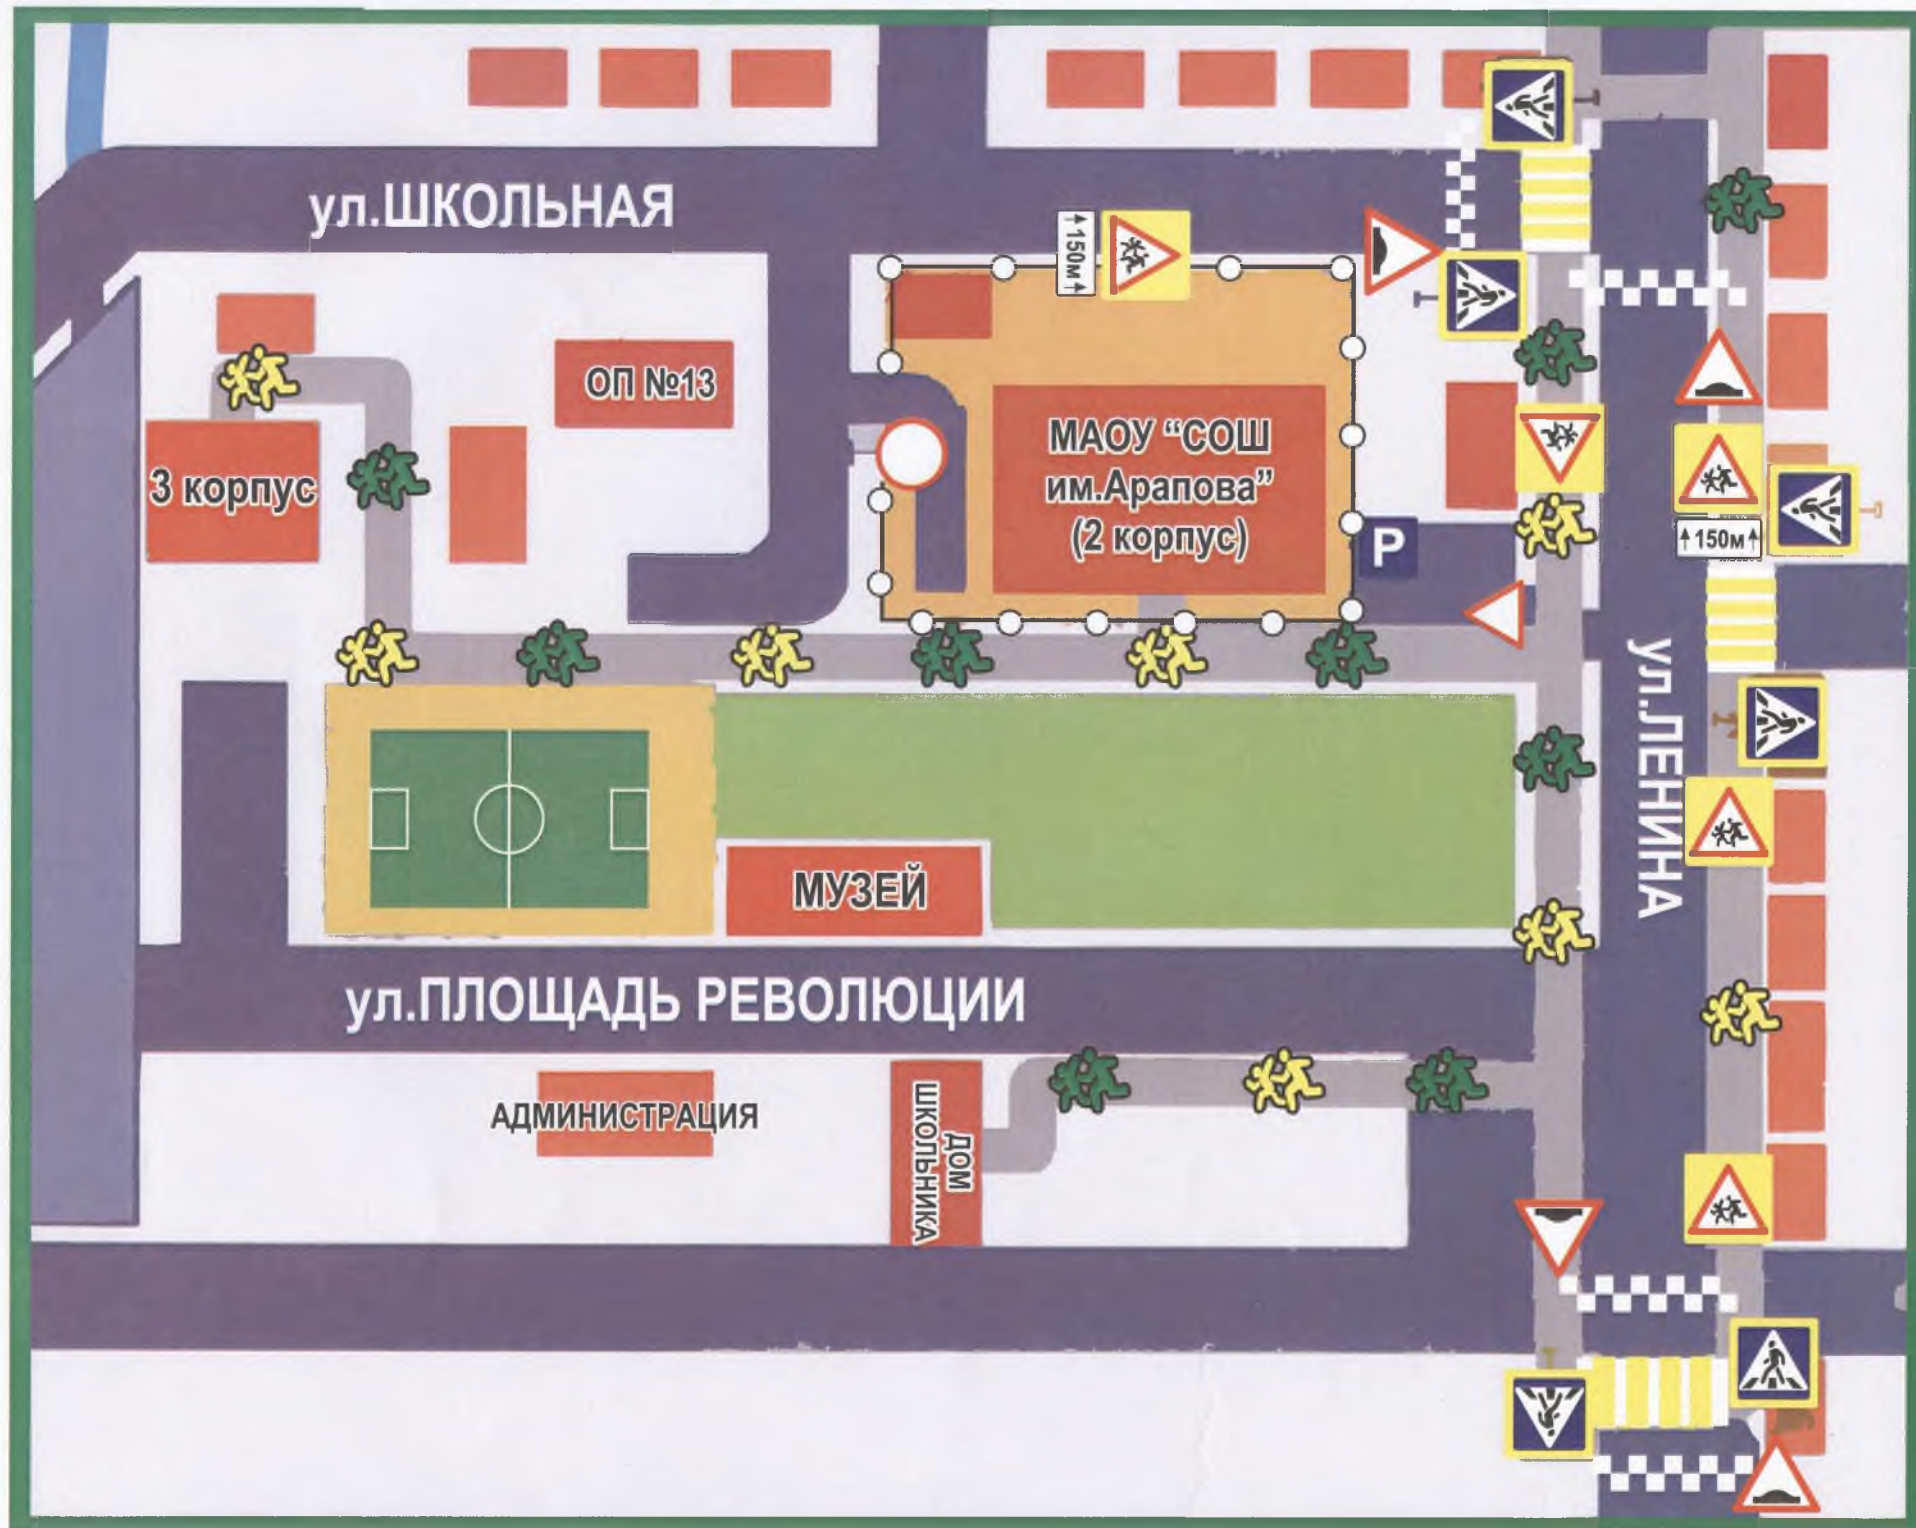 ул.ШКОЛЬНАЯ
150м
ОП №13
3 корпус
МАОУ “СОШ
им.Арапова”
(2 корпус)
P
150м
ул.ЛЕНИНА
МУЗЕЙ
ул.ПЛОЩАДЬ РЕВОЛЮЦИИ
АДМИНИСТРАЦИЯ
ДОМ
ШКОЛЬНИКА